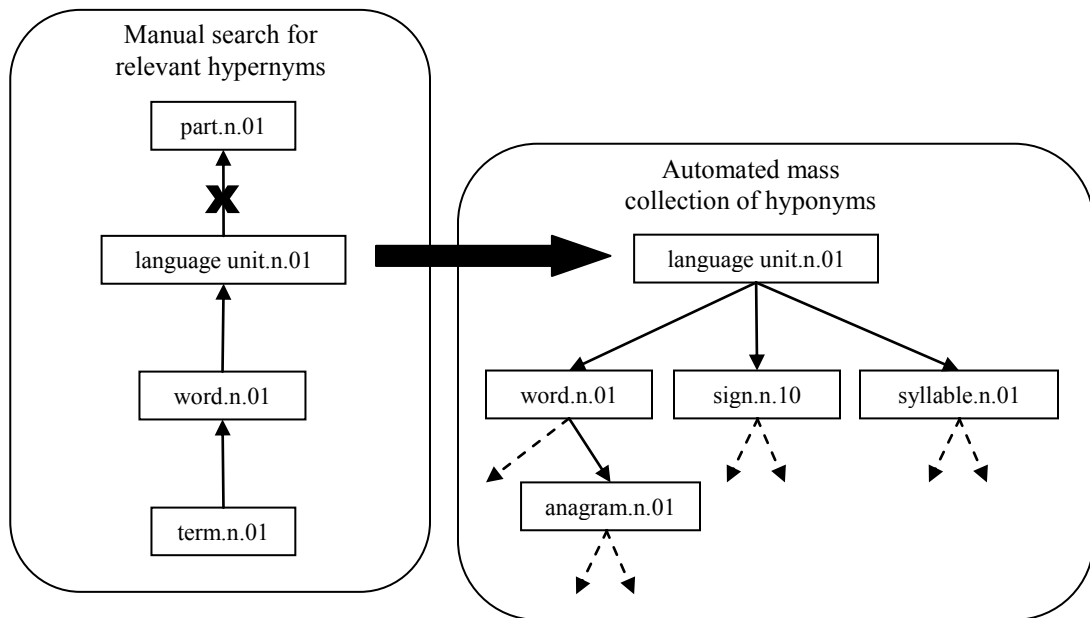 Manual search for
relevant hypernyms
part.n.01
X
language unit.n.01
word.n.01
term.n.01
Automated mass
collection of hyponyms
language unit.n.01
word.n.01
sign.n.10
syllable.n.01
anagram.n.01